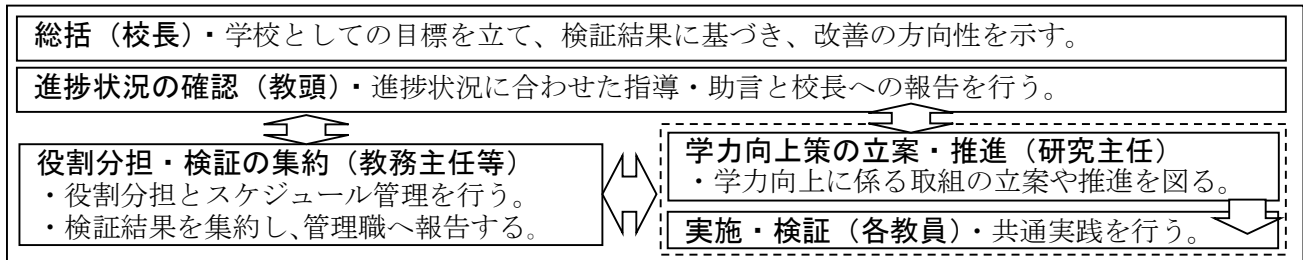 総括(校長)・学校としての目標を立て、検証結果に基づき、改善の方向性を示す。
進捗状況の確認(教頭)・進捗状況に合わせた指導・助言と校長への報告を行う。
役割分担・検証の集約(教務主任等)
・役割分担とスケジュール管理を行う。
・検証結果を集約し、管理職へ報告する。
学力向上策の立案・推進(研究主任)
・学力向上に係る取組の立案や推進を図る。
実施・検証(各教員)・共通実践を行う。